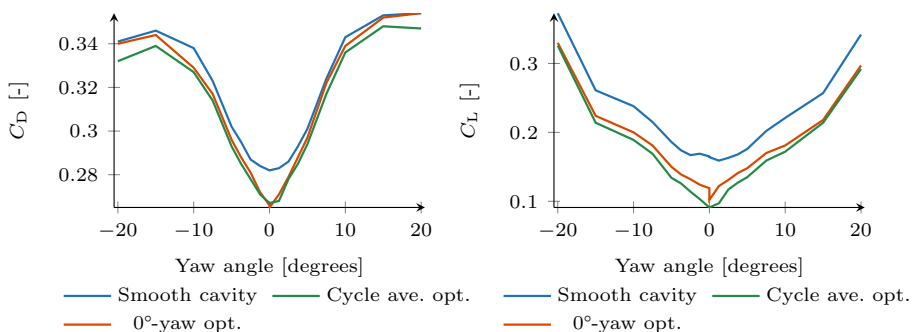 0.34
0.32
0.3
0.28
C_D [-]
−20 −10 0 10 20
Yaw angle [degrees]
Smooth cavity
Cycle ave. opt.
0°-yaw opt.
0.3
0.2
0.1
C_L [-]
−20 −10 0 10 20
Yaw angle [degrees]
Smooth cavity
Cycle ave. opt.
0°-yaw opt.